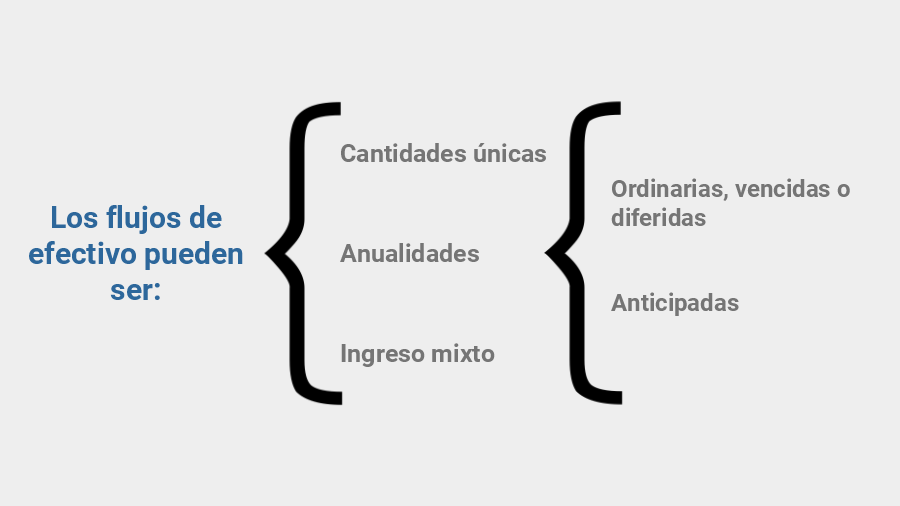 Los flujos de
efectivo pueden
ser:
Cantidades únicas
Anualidades
Ingreso mixto
Ordinarias, vencidas o
diferidas
Anticipadas